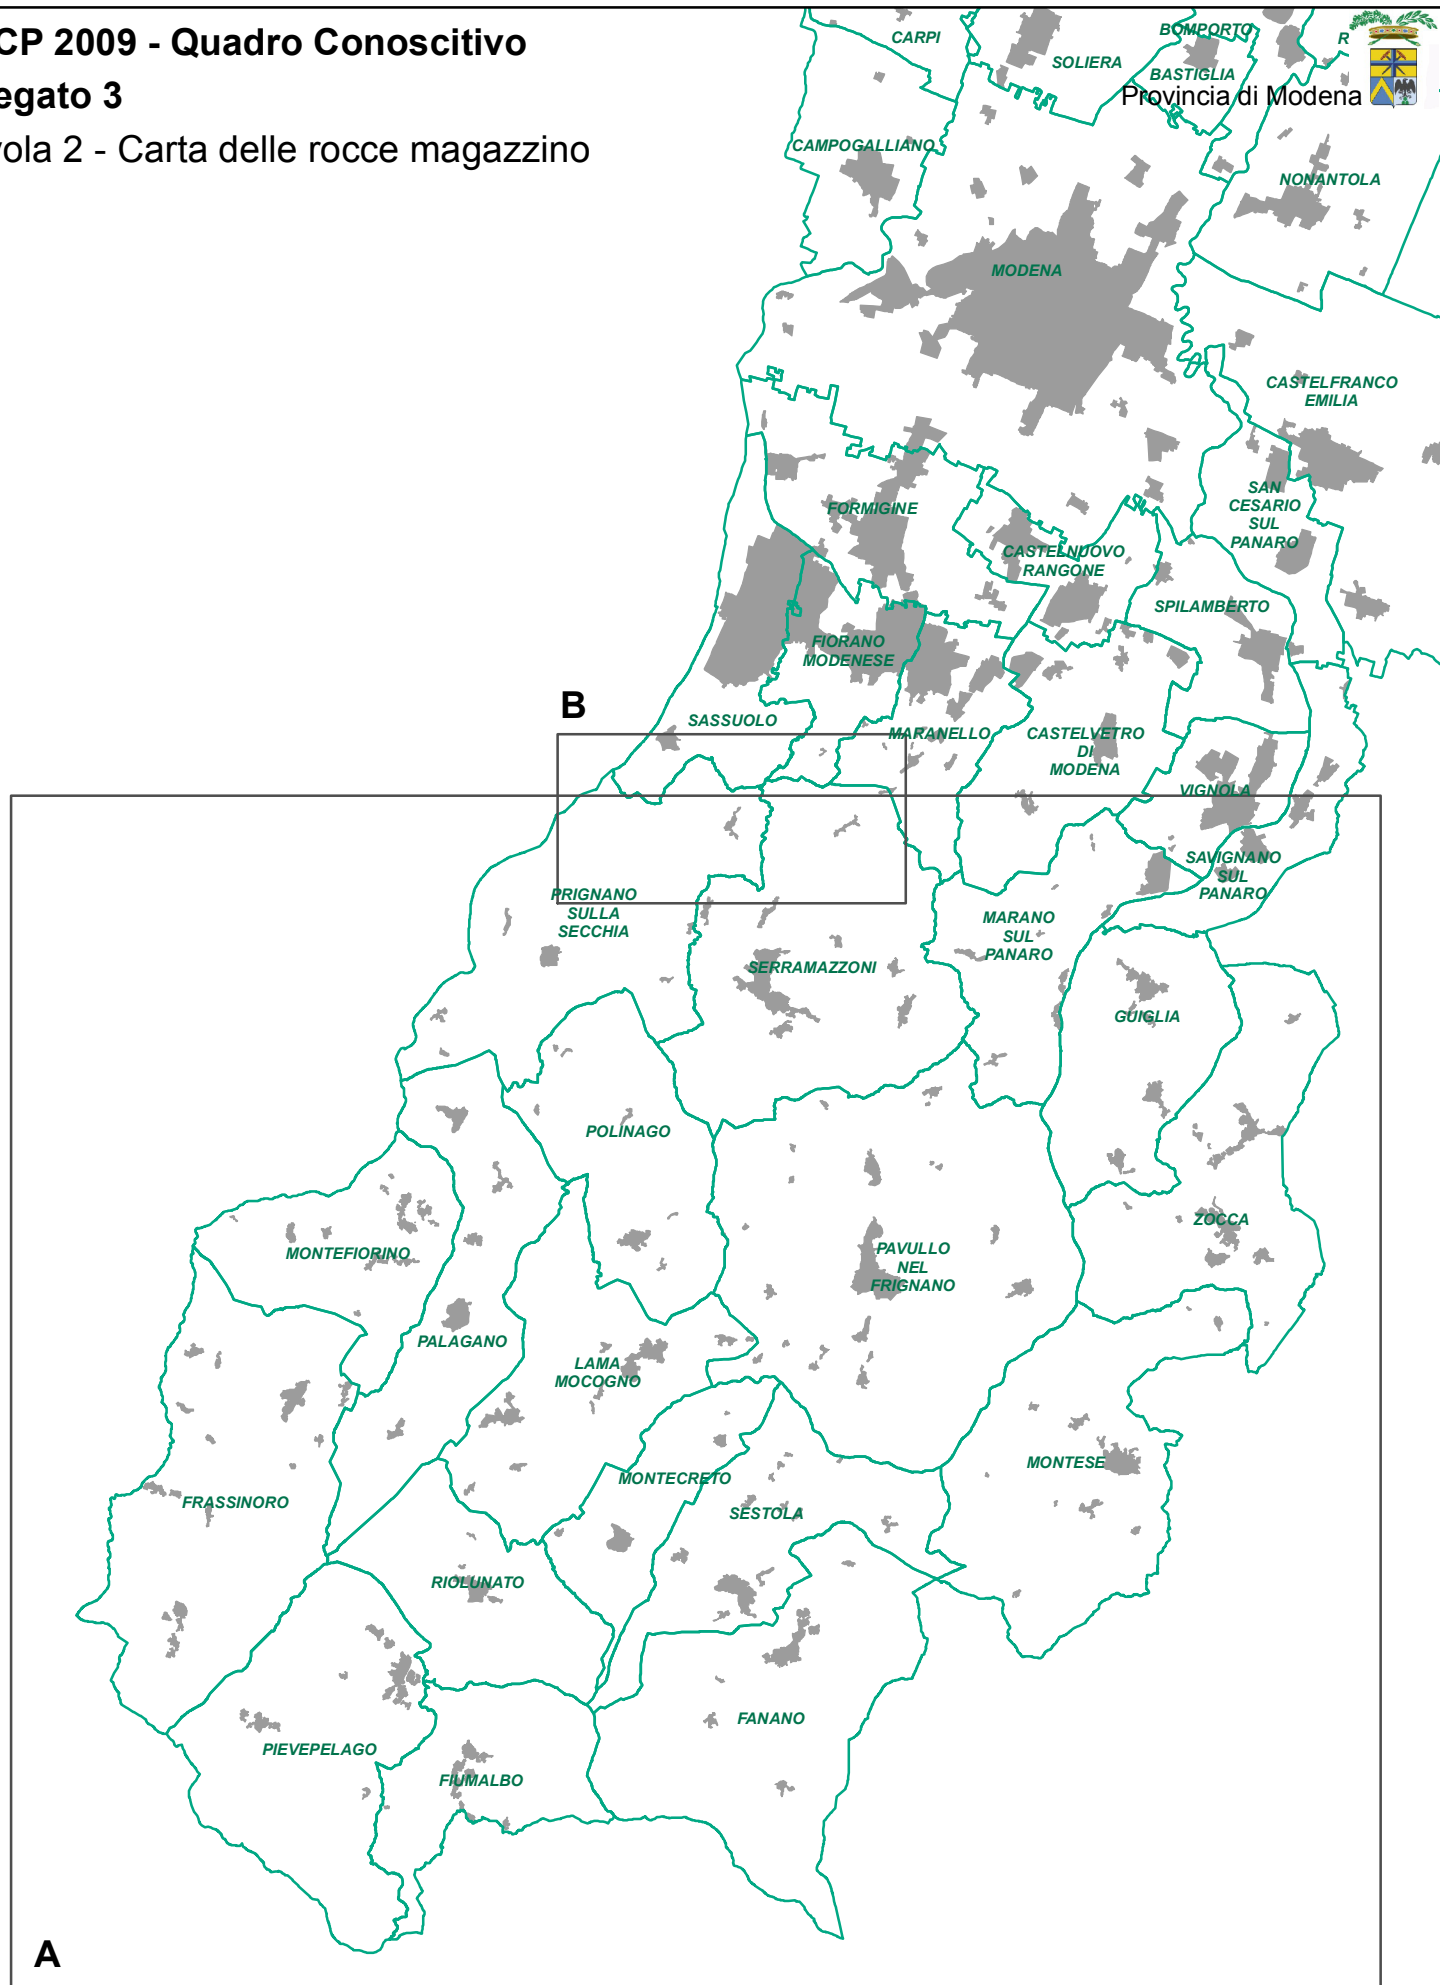 CP 2009 - Quadro Conoscitivo
egato 3
vola 2 - Carta delle rocce magazzino
Provincia di Modena
CARPI
SOLIERA
BOMPORTO
BASTIGLIA
R
CAMPOGALLIANO
NONANTOLA
MODENA
CASTELFRANCO
EMILIA
SAN
CESARIO
SUL
PANARO
FORMIGINE
CASTELNUOVO
RANGONE
SPILAMBERTO
FIORANO
MODENESE
B
SASSUOLO
MARANELLO
CASTELVETRO
DI
MODENA
VIGNOLA
SAVIGNANO
SUL
PANARO
PRIGNANO
SULLA
SECCHIA
MARANO
SUL
PANARO
SERRAMAZZONI
GUIGLIA
POLINAGO
ZOCCA
MONTEFIORINO
PAVULLO
NEL
FRIGNANO
PALAGANO
LAMA
MOCOGNO
MONTESE
MONTECRETO
FRASSINORO
SESTOLA
RIOLUNATO
FANANO
PIEVEPELAGO
FIUMALBO
A